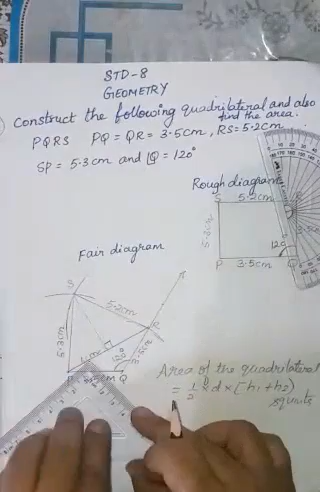 STD-8
GEOMETRY
Construct the following quadrilateral and also
find the area.
PQRS PQ = QR = 3.5cm, RS = 5.2cm
SP = 5.3cm and ∠Q = 120°
Rough diagram
S 5.2cm
120
P 3.5cm Q
Fair diagram
S
5.2cm
R
5.3cm
120°
3.5cm
P Q
Area of the quadrilateral
= 1/2 × d × [h1 + h2)
squnits